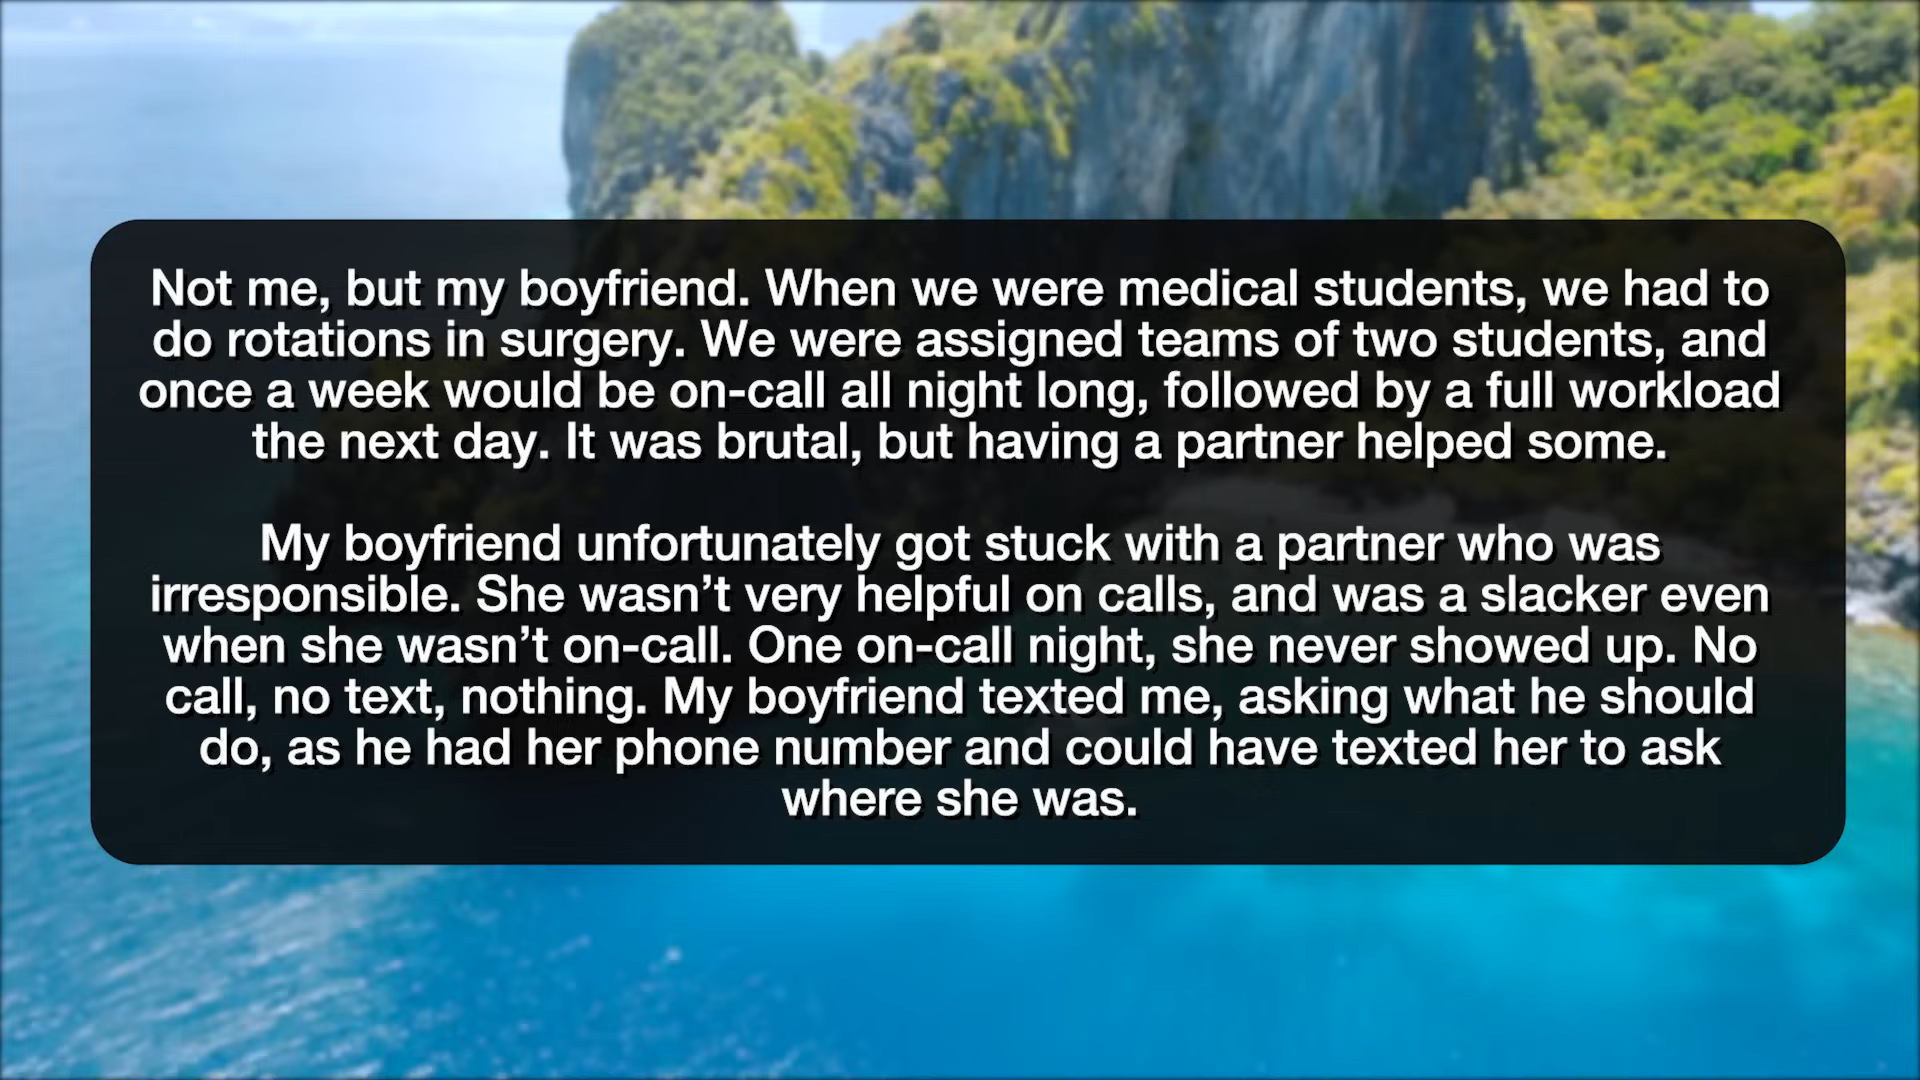 Not me, but my boyfriend. When we were medical students, we had to
do rotations in surgery. We were assigned teams of two students, and
once a week would be on-call all night long, followed by a full workload
the next day. It was brutal, but having a partner helped some.
My boyfriend unfortunately got stuck with a partner who was
irresponsible. She wasn’t very helpful on calls, and was a slacker even
when she wasn’t on-call. One on-call night, she never showed up. No
call, no text, nothing. My boyfriend texted me, asking what he should
do, as he had her phone number and could have texted her to ask
where she was.